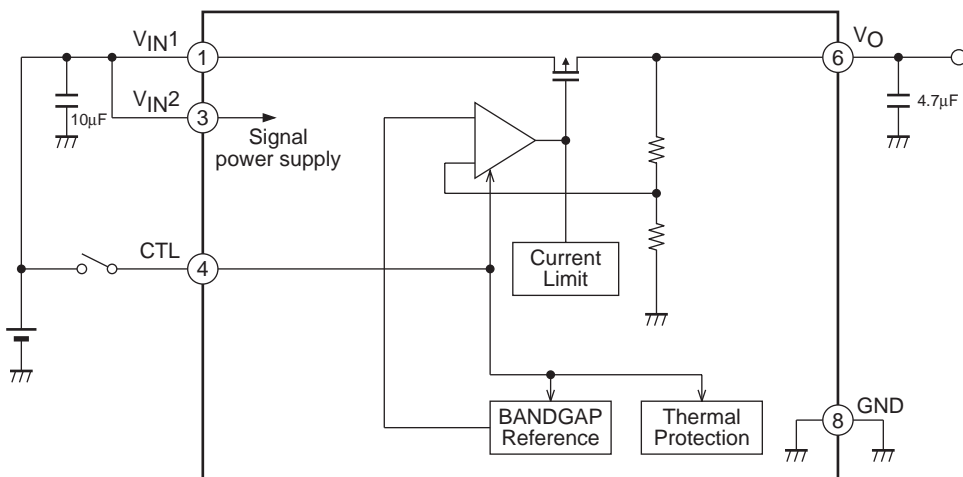 VIN1
1
6
VO
10μF
VIN2
3
Signal
power supply
4.7μF
CTL
4
Current
Limit
BANDGAP
Reference
Thermal
Protection
8
GND